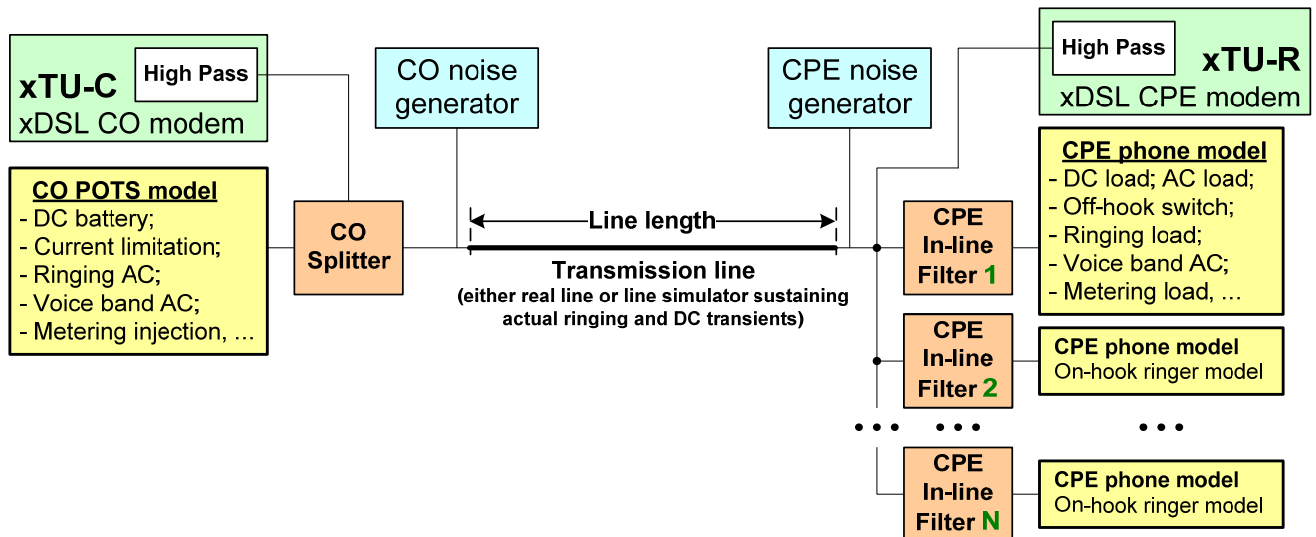 High Pass
xTU-C
xDSL CO modem
CO noise
generator
CPE noise
generator
High Pass
xTU-R
xDSL CPE modem
CO POTS model
- DC battery;
- Current limitation;
- Ringing AC;
- Voice band AC;
- Metering injection, ...
CO
Splitter
Line length
Transmission line
(either real line or line simulator sustaining
actual ringing and DC transients)
CPE
In-line
Filter 1
CPE phone model
- DC load; AC load;
- Off-hook switch;
- Ringing load;
- Voice band AC;
- Metering load, ...
CPE
In-line
Filter 2
CPE phone model
On-hook ringer model
• • • • • • • • •
CPE
In-line
Filter N
CPE phone model
On-hook ringer model